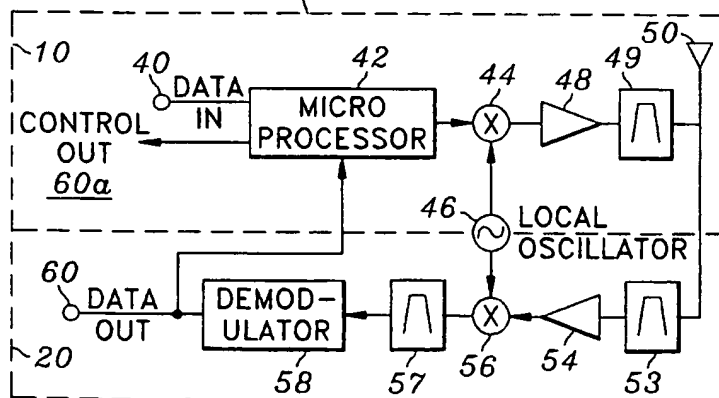 10
40
DATA
IN
42
MICRO
PROCESSOR
44
X
48
49
50
CONTROL
OUT
60a
46
LOCAL
OSCILLATOR
60
DATA
OUT
DEMOD-
ULATOR
58
57
X
56
54
53
20